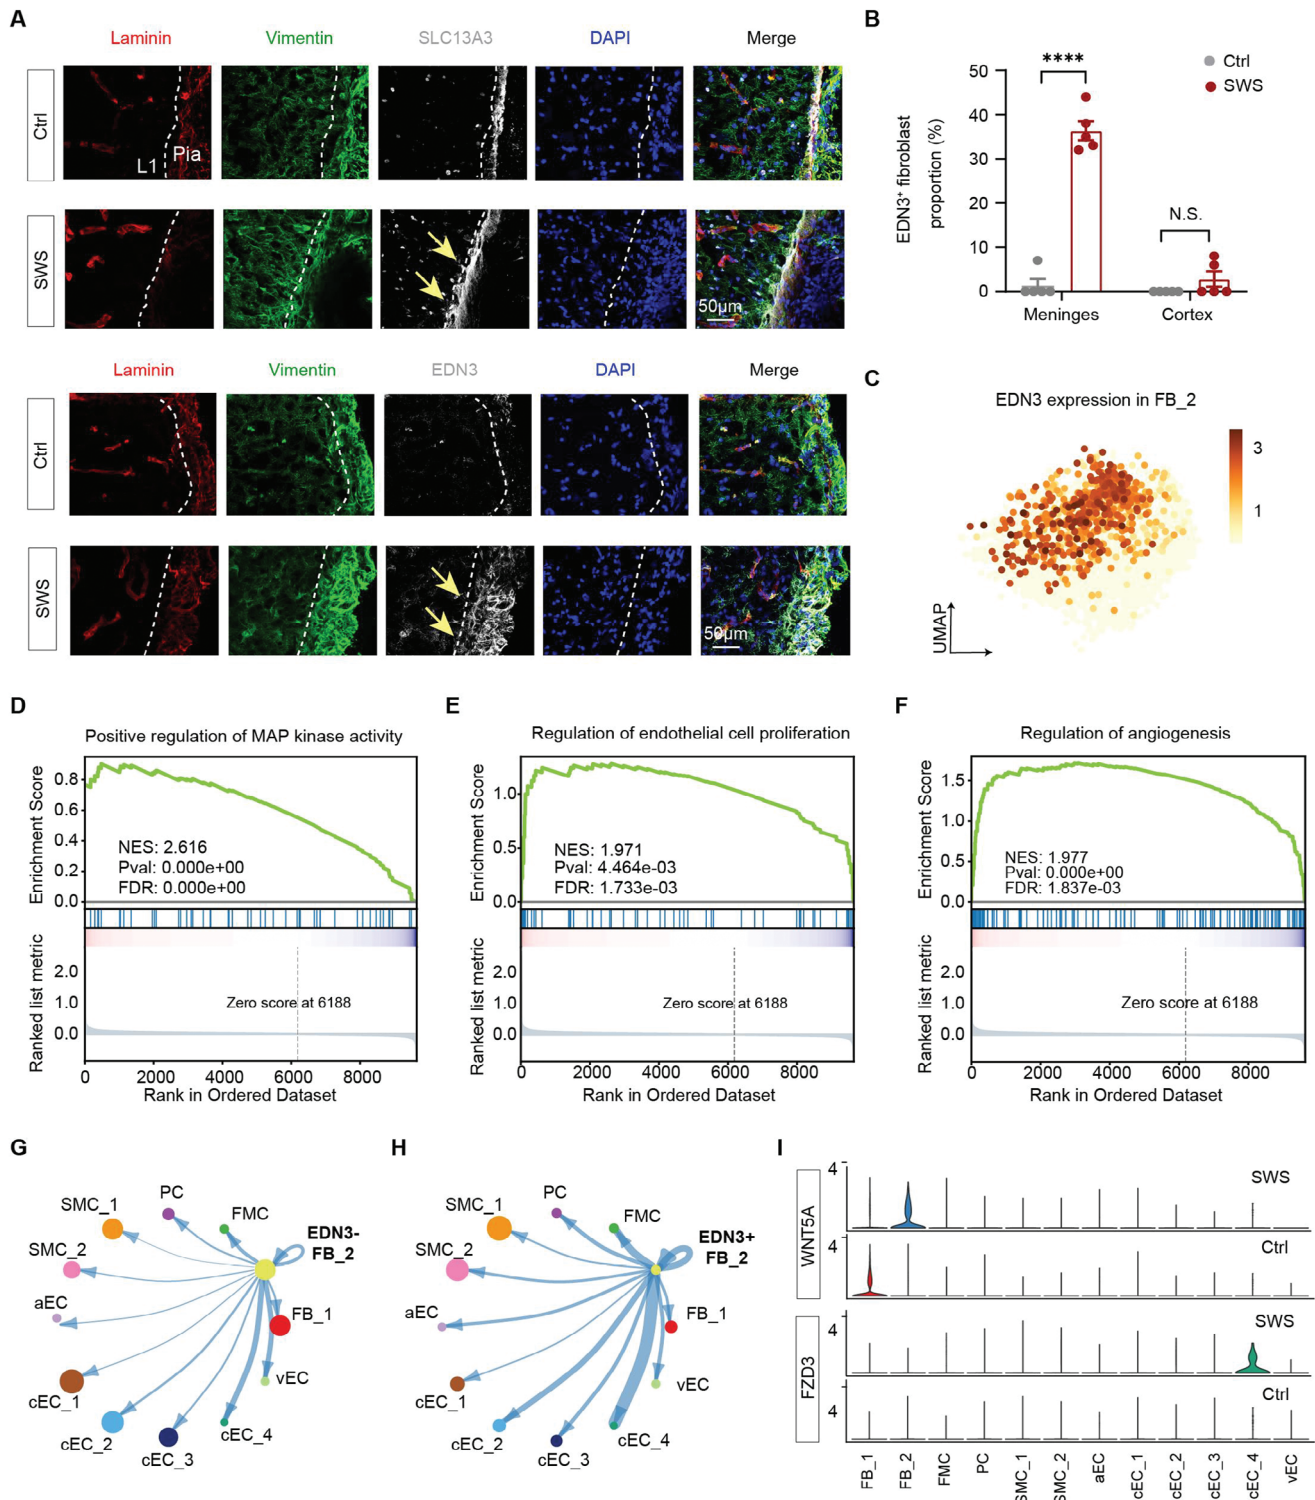 A
Laminin Vimentin SLC13A3 DAPI Merge
Ctrl
L1 Pia
SWS
50µm
Laminin Vimentin EDN3 DAPI Merge
Ctrl
SWS
50µm
B
Ctrl
SWS
****
N.S.
EDN3⁺ fibroblast
proportion (%)
50
40
30
20
10
0
Meninges Cortex
C
EDN3 expression in FB_2
3
1
UMAP
D
Positive regulation of MAP kinase activity
Enrichment Score
0.8
0.6
0.4
0.2
0.0
NES: 2.616
Pval: 0.000e+00
FDR: 0.000e+00
Ranked list metric
2.0
1.0
0.0
Zero score at 6188
0 2000 4000 6000 8000
Rank in Ordered Dataset
E
Regulation of endothelial cell proliferation
Enrichment Score
1.0
0.5
0.0
NES: 1.971
Pval: 4.464e-03
FDR: 1.733e-03
Ranked list metric
2.0
1.0
0.0
Zero score at 6188
0 2000 4000 6000 8000
Rank in Ordered Dataset
F
Regulation of angiogenesis
Enrichment Score
1.5
1.0
0.5
0.0
NES: 1.977
Pval: 0.000e+00
FDR: 1.837e-03
Ranked list metric
2.0
1.0
0.0
Zero score at 6188
0 2000 4000 6000 8000
Rank in Ordered Dataset
G
PC
SMC_1
FMC
EDN3-
FB_2
SMC_2
aEC
FB_1
cEC_1
vEC
cEC_2
cEC_4
cEC_3
H
PC
SMC_1
FMC
EDN3+
FB_2
SMC_2
aEC
FB_1
cEC_1
vEC
cEC_2
cEC_4
cEC_3
I
WNT5A
4
SWS
4
Ctrl
FZD3
4
SWS
4
Ctrl
FB_1 FB_2 FMC PC SMC_1 SMC_2 aEC cEC_1 cEC_2 cEC_3 cEC_4 vEC